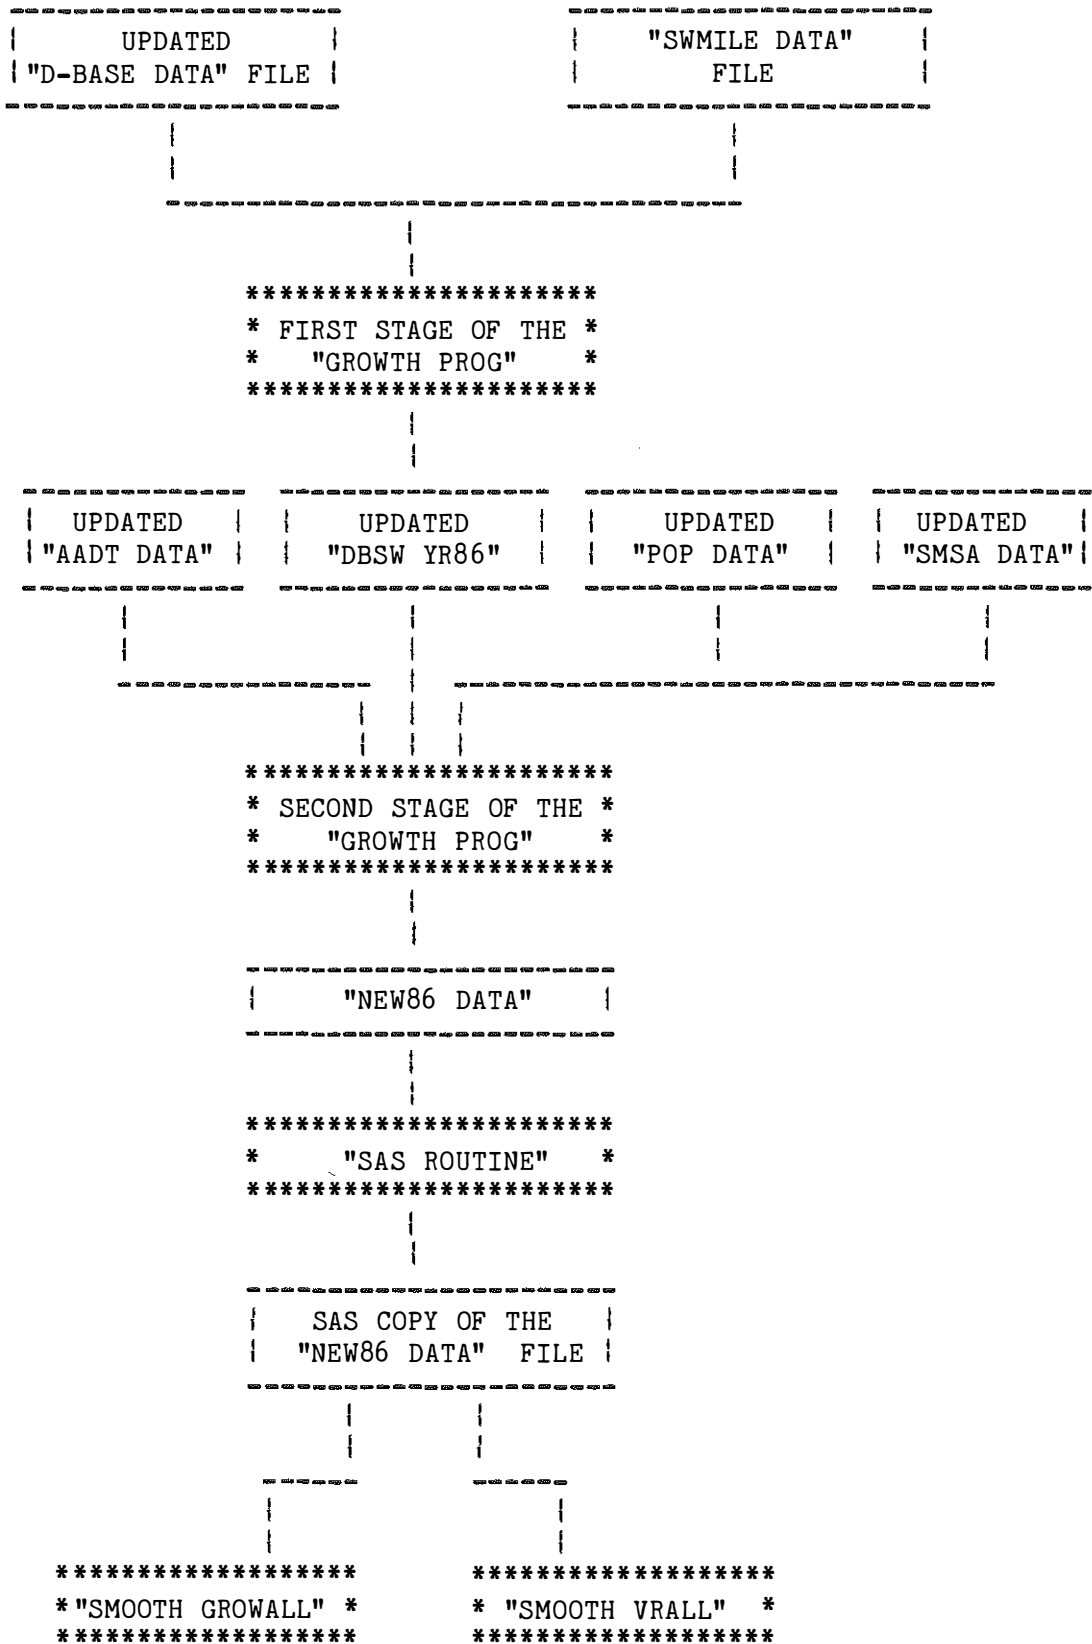 UPDATED
"D-BASE DATA" FILE
"SWMILE DATA"
FILE
* FIRST STAGE OF THE *
* "GROWTH PROG" *
UPDATED
"AADT DATA"
UPDATED
"DBSW YR86"
UPDATED
"POP DATA"
UPDATED
"SMSA DATA"
* SECOND STAGE OF THE *
* "GROWTH PROG" *
"NEW86 DATA"
* "SAS ROUTINE" *
SAS COPY OF THE
"NEW86 DATA" FILE
* "SMOOTH GROWALL" *
* "SMOOTH VRALL" *